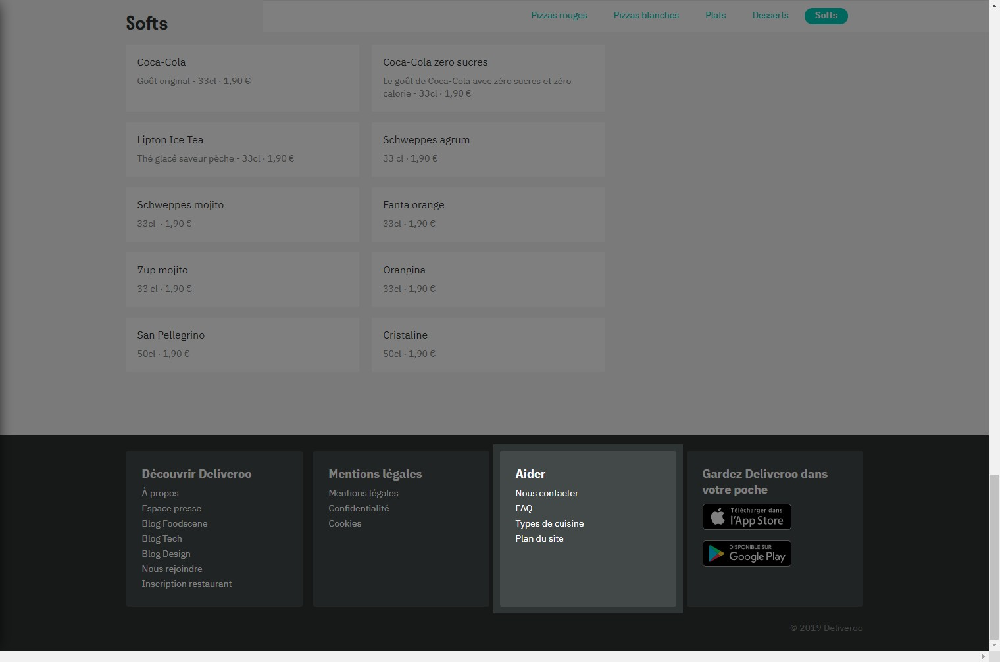 Softs
Pizzas rouges
Pizzas blanches
Plats
Desserts
Softs
Coca-Cola
Goût original - 33cl · 1,90 €
Coca-Cola zero sucres
Le goût de Coca-Cola avec zéro sucres et zéro
calorie - 33cl · 1,90 €
Lipton Ice Tea
Thé glacé saveur pèche - 33cl · 1,90 €
Schweppes agrum
33 cl · 1,90 €
Schweppes mojito
33cl · 1,90 €
Fanta orange
33cl · 1,90 €
7up mojito
33 cl · 1,90 €
Orangina
33cl · 1,90 €
San Pellegrino
50cl · 1,90 €
Cristaline
50cl · 1,90 €
Découvrir Deliveroo
À propos
Espace presse
Blog Foodscene
Blog Tech
Blog Design
Nous rejoindre
Inscription restaurant
Mentions légales
Mentions légales
Confidentialité
Cookies
Aider
Nous contacter
FAQ
Types de cuisine
Plan du site
Gardez Deliveroo dans
votre poche
Télécharger dans
l'App Store
DISPONIBLE SUR
Google Play
© 2019 Deliveroo